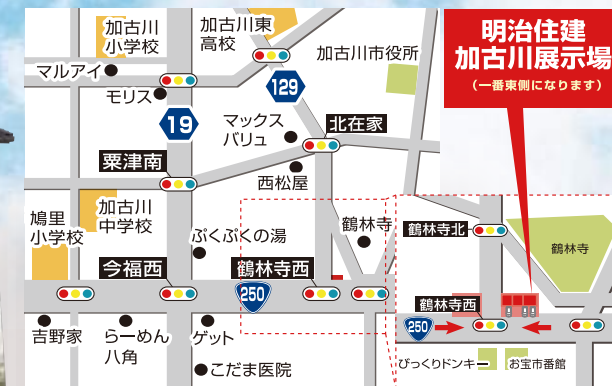 加古川
小学校
加古川東
高校
明治住建
加古川展示場
(一番東側になります)
マルアイ
モリス
加古川市役所
129
19
マックス
バリュ
北在家
粟津南
西松屋
鳩里
小学校
加古川
中学校
ぷくぷくの湯
鶴林寺
今福西
鶴林寺西
250
吉野家
らーめん
八角
ゲット
こだま医院
鶴林寺北
鶴林寺
鶴林寺西
250
びっくりドンキー
お宝市番館